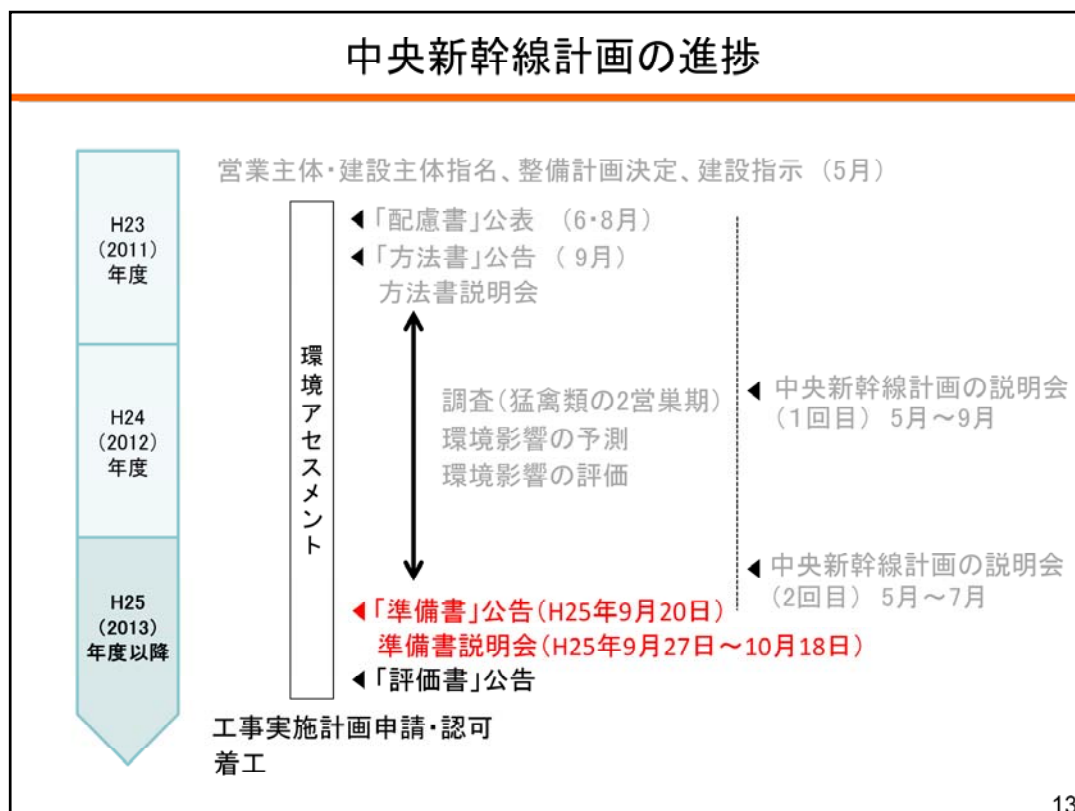 中央新幹線計画の進捗
営業主体・建設主体指名、整備計画決定、建設指示 (5月)
H23
(2011)
年度
◀「配慮書」公表 (6・8月)
◀「方法書」公告 ( 9月)
方法書説明会
環境アセスメント
H24
(2012)
年度
調査(猛禽類の2営巣期)
環境影響の予測
環境影響の評価
◀ 中央新幹線計画の説明会
(1回目) 5月～9月
◀ 中央新幹線計画の説明会
(2回目) 5月～7月
H25
(2013)
年度以降
◀「準備書」公告(H25年9月20日)
準備書説明会(H25年9月27日～10月18日)
◀「評価書」公告
工事実施計画申請・認可
着工
13